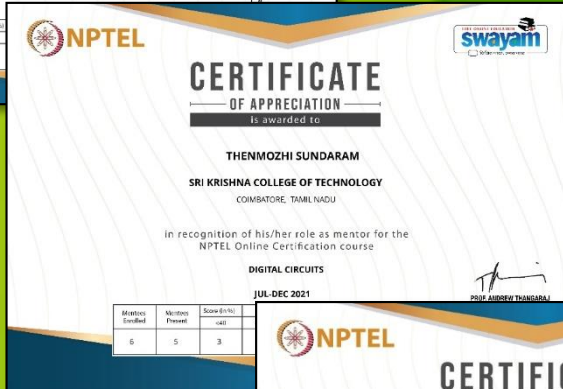 NPTEL
swayam
CERTIFICATE
OF APPRECIATION
is awarded to
THENMOZHI SUNDARAM
SRI KRISHNA COLLEGE OF TECHNOLOGY
COIMBATORE, TAMIL NADU
in recognition of his/her role as mentor for the
NPTEL Online Certification course
DIGITAL CIRCUITS
JUL-DEC 2021
PROF. ANDREW THANGARAJ
Mentees Enrolled
Mentees Present
Score (in %)
<40
6 5 3
NPTEL
CERTIFIC